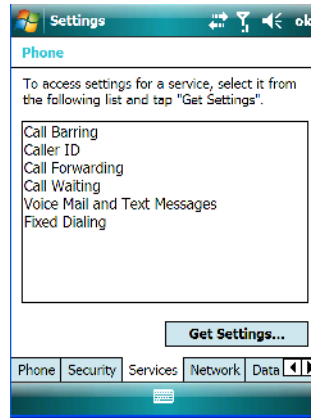 Settings ok
Phone
To access settings for a service, select it from
the following list and tap "Get Settings".
Call Barring
Caller ID
Call Forwarding
Call Waiting
Voice Mail and Text Messages
Fixed Dialing
Get Settings...
Phone Security Services Network Data